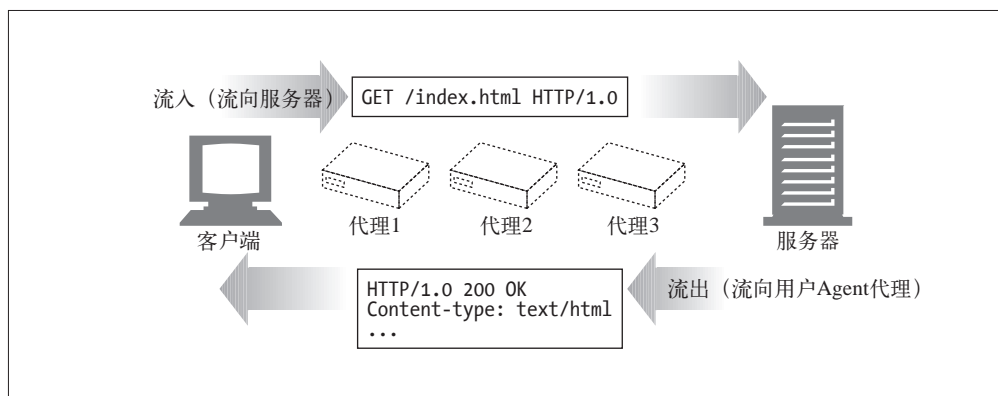 流入（流向服务器）
GET /index.html HTTP/1.0
代理1
代理2
代理3
客户端
服务器
HTTP/1.0 200 OK
Content-type: text/html
...
流出（流向用户Agent代理）